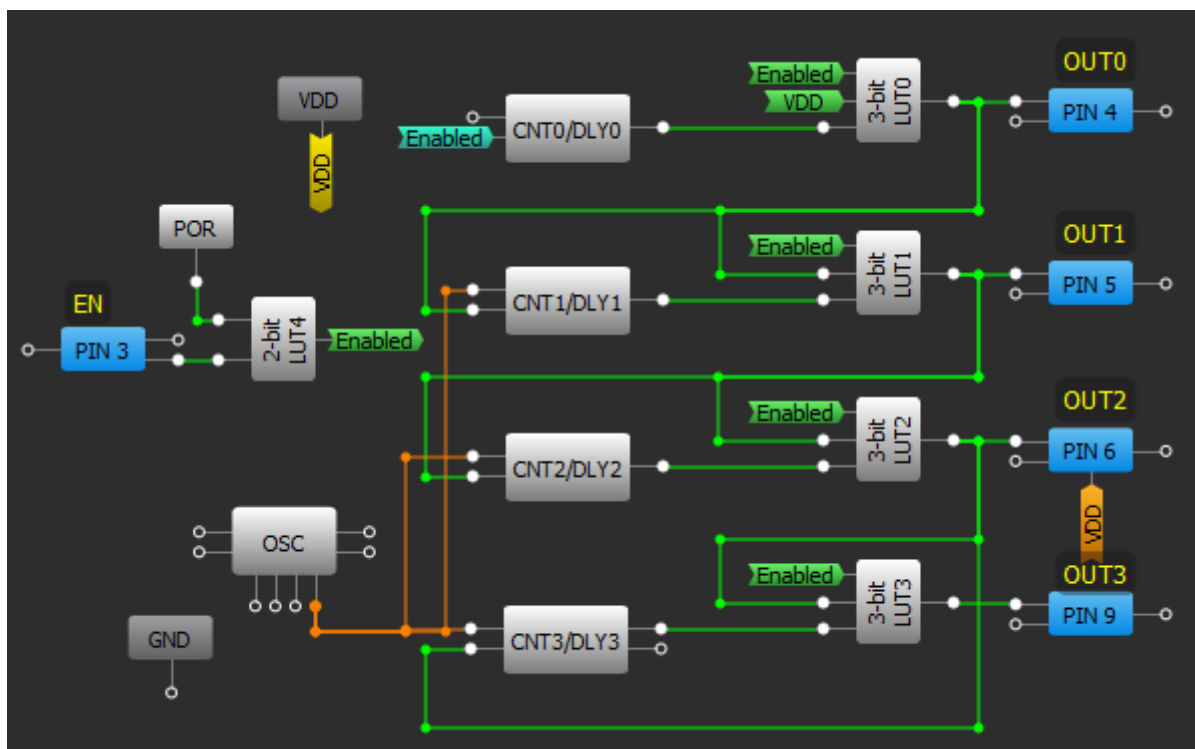 OUT0
Enabled
VDD
3-bit
LUT0
PIN 4
VDD
VDD
Enabled
CNT0/DLY0
POR
EN
PIN 3
2-bit
LUT4
Enabled
OUT1
Enabled
CNT1/DLY1
3-bit
LUT1
PIN 5
OUT2
Enabled
CNT2/DLY2
3-bit
LUT2
PIN 6
VDD
OSC
OUT3
Enabled
CNT3/DLY3
3-bit
LUT3
PIN 9
GND